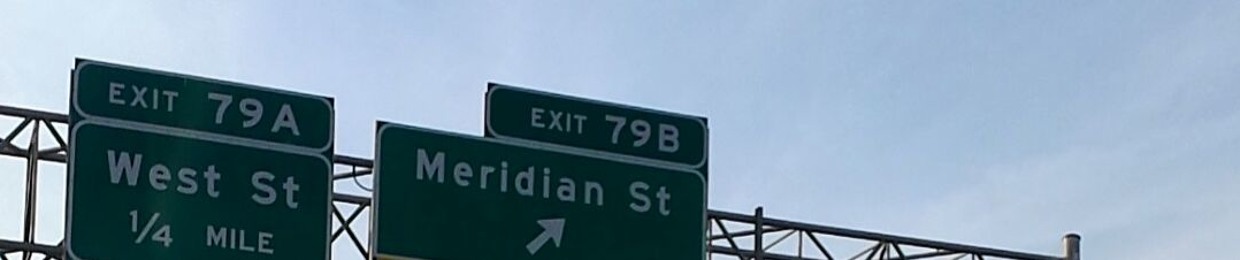 EXIT 79A
West St
1/4 MILE
EXIT 79B
Meridian St